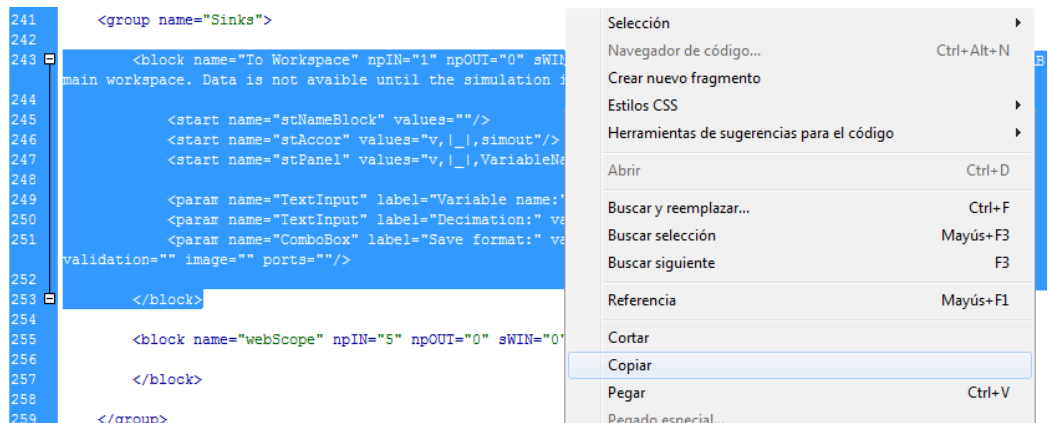 241 <group name="Sinks">
242
243 <block name="To Workspace" npIN="1" npOUT="0" sWIN
main workspace. Data is not avaible until the simulation i
244
245 <start name="stNameBlock" values=""/>
246 <start name="stAccor" values="v,|_|,simout"/>
247 <start name="stPanel" values="v,|_|,VariableNa
248
249 <param name="TextInput" label="Variable name:"
250 <param name="TextInput" label="Decimation:" va
251 <param name="ComboBox" label="Save format:" va
validation="" image="" ports=""/>
252
253 </block>
254
255 <block name="webScope" npIN="5" npOUT="0" sWIN="0"
256
257 </block>
258
259 </group>
Selección
Navegador de código... Ctrl+Alt+N
Crear nuevo fragmento
Estilos CSS
Herramientas de sugerencias para el código
Abrir Ctrl+D
Buscar y reemplazar... Ctrl+F
Buscar selección Mayús+F3
Buscar siguiente F3
Referencia Mayús+F1
Cortar
Copiar
Pegar Ctrl+V
Pegado especial...
B